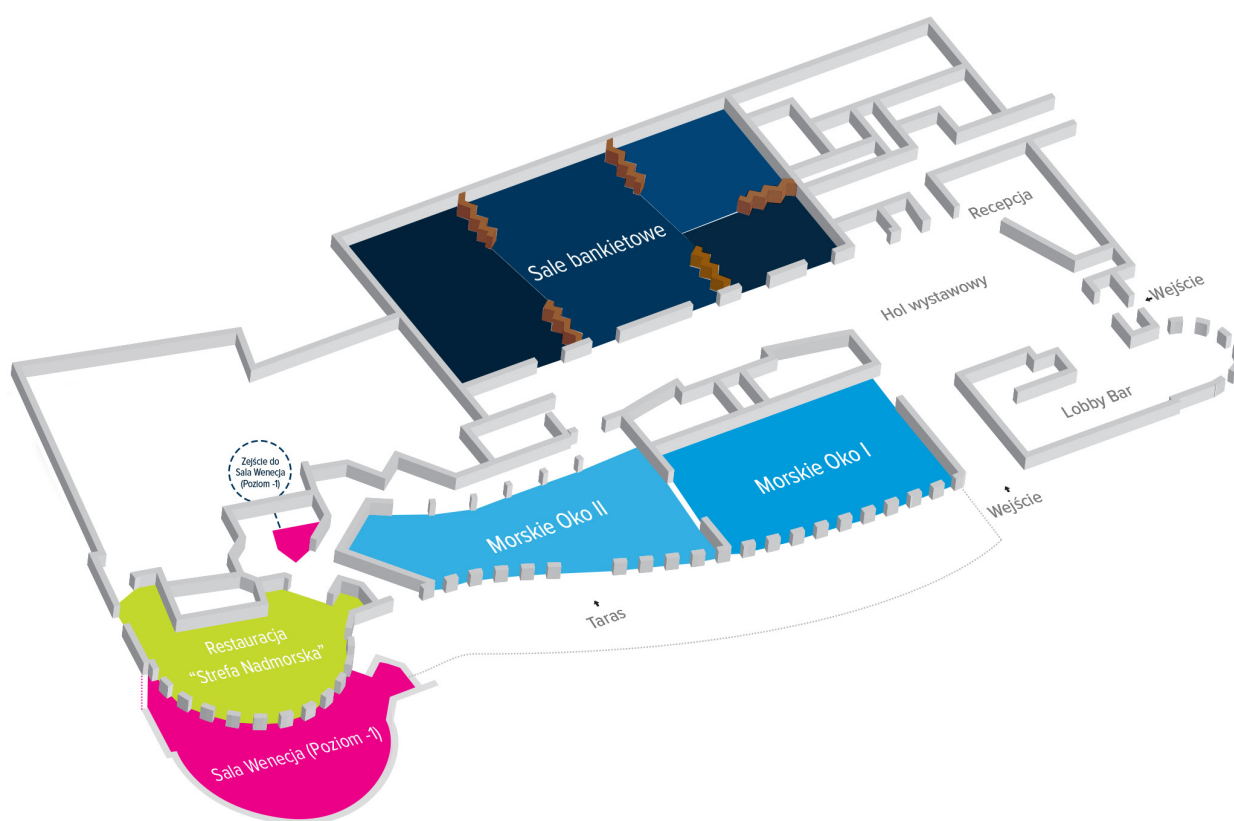 Recepcja
Sale bankietowe
Hol wystawowy
Wejście
Lobby Bar
Zejście do
Sala Wenecja
(Poziom -1)
Morskie Oko I
Morskie Oko II
Wejście
Taras
Restauracja
“Strefa Nadmorska”
Sala Wenecja (Poziom -1)